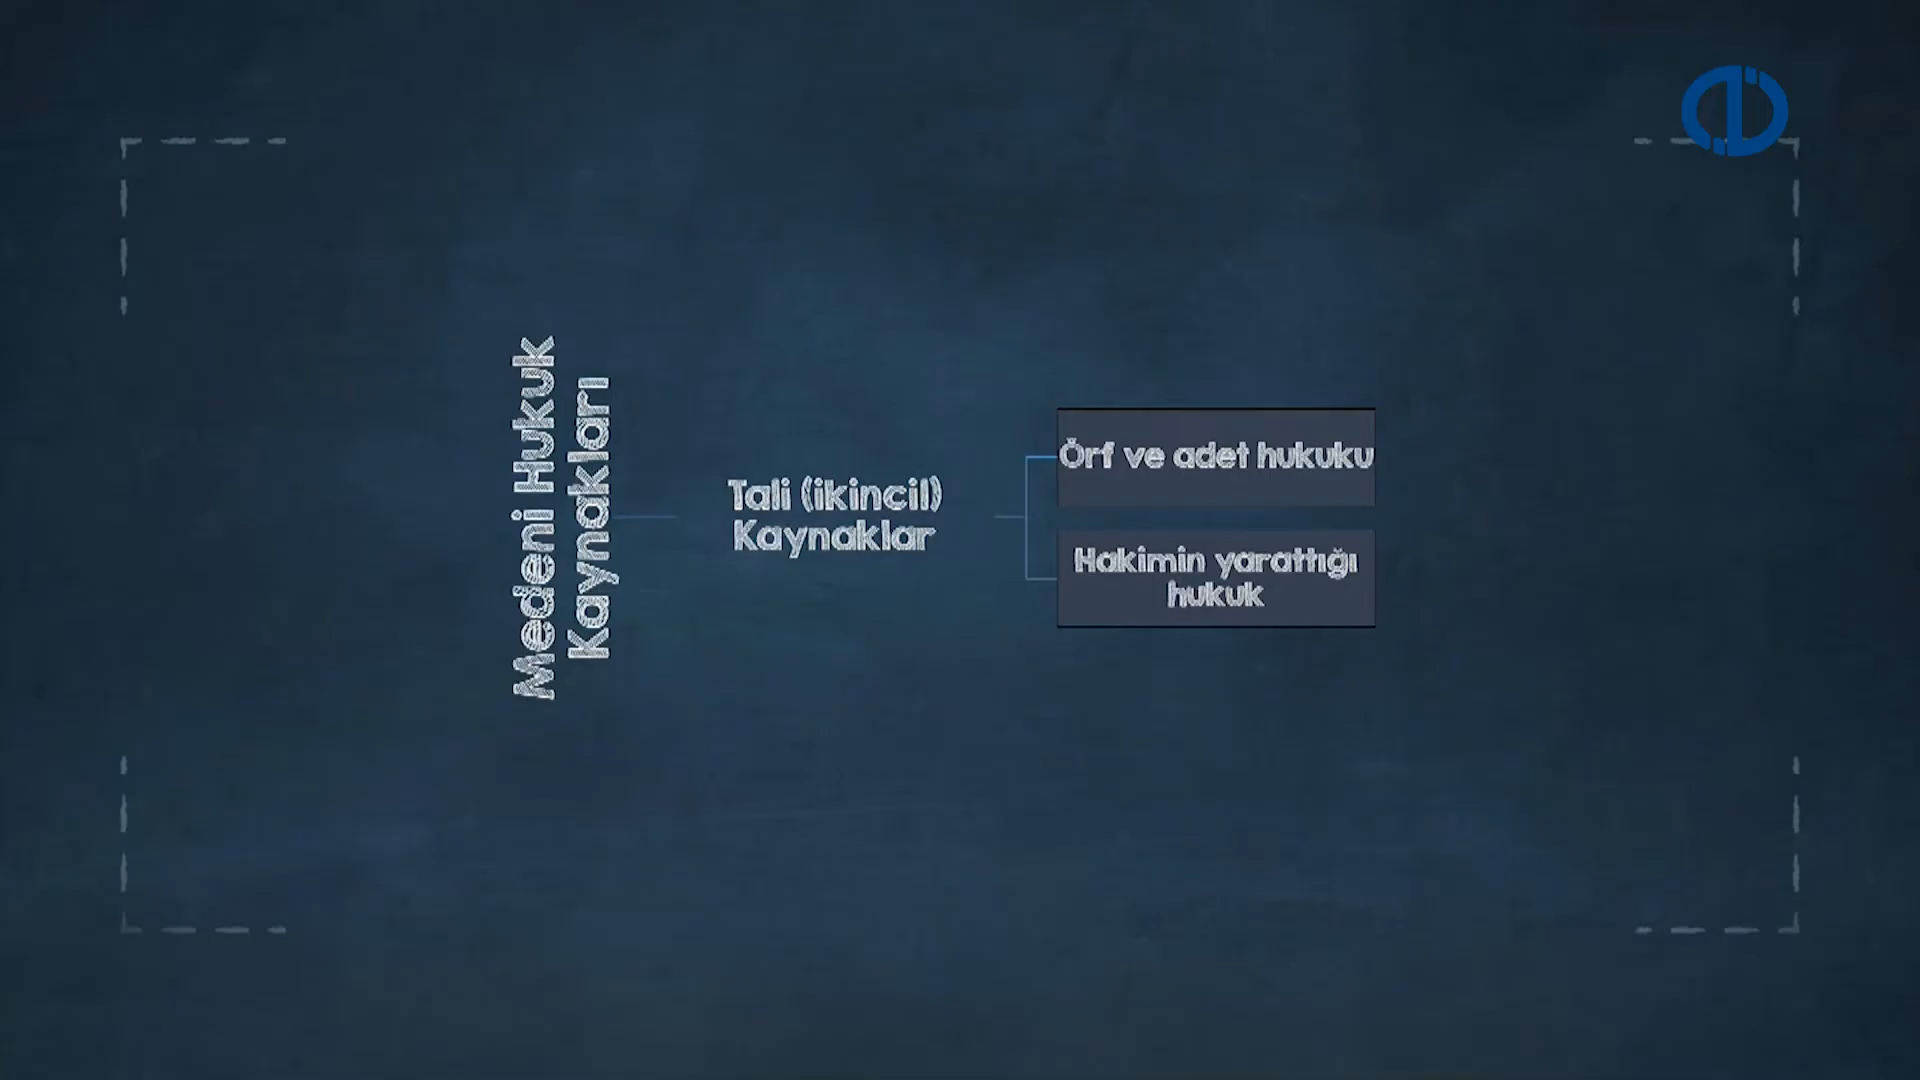 Medeni Hukuk
Kaynakları
Tali (ikincil)
Kaynaklar
Örf ve adet hukuku
Hakimin yarattığı
hukuk